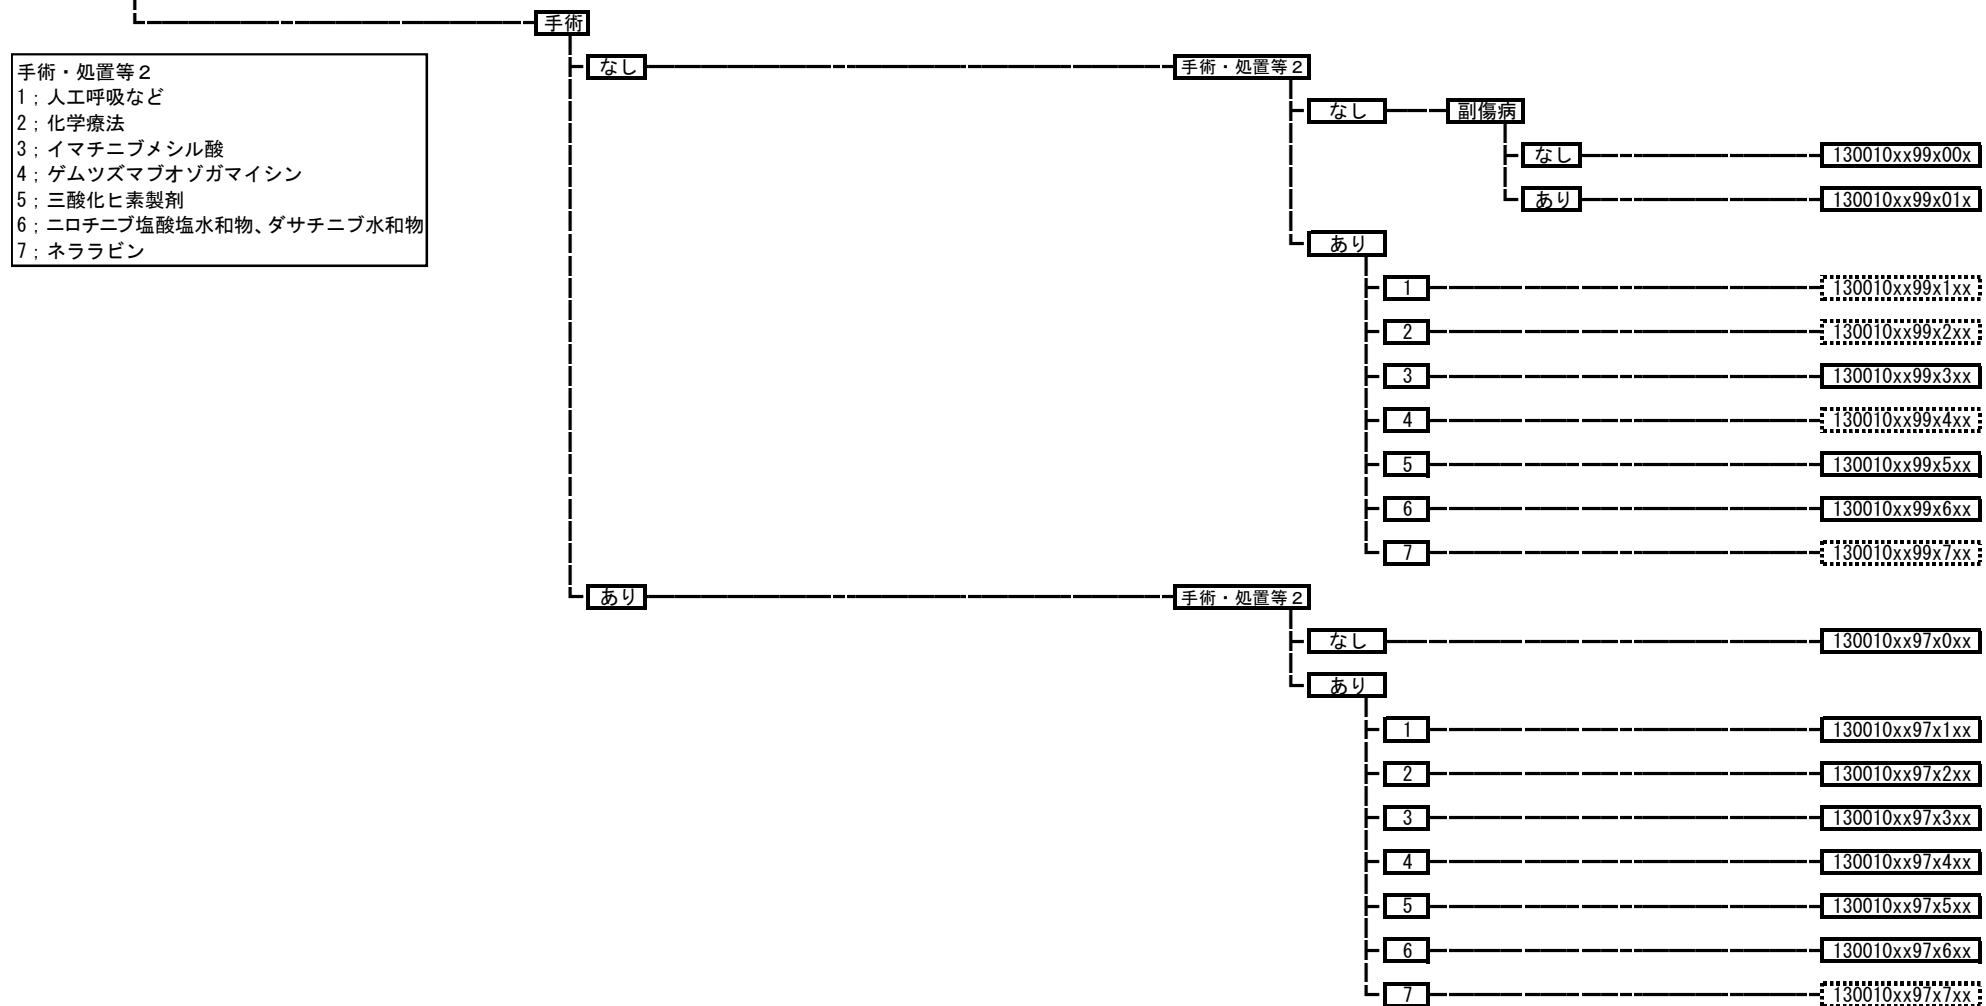 手術
手術・処置等２
1；人工呼吸など
2；化学療法
3；イマチニブメシル酸
4；ゲムツズマブオゾガマイシン
5；三酸化ヒ素製剤
6；ニロチニブ塩酸塩水和物、ダサチニブ水和物
7；ネララビン
なし
手術・処置等２
なし
副傷病
なし
130010xx99x00x
あり
130010xx99x01x
あり
1
130010xx99x1xx
2
130010xx99x2xx
3
130010xx99x3xx
4
130010xx99x4xx
5
130010xx99x5xx
6
130010xx99x6xx
7
130010xx99x7xx
あり
手術・処置等２
なし
130010xx97x0xx
あり
1
130010xx97x1xx
2
130010xx97x2xx
3
130010xx97x3xx
4
130010xx97x4xx
5
130010xx97x5xx
6
130010xx97x6xx
7
130010xx97x7xx